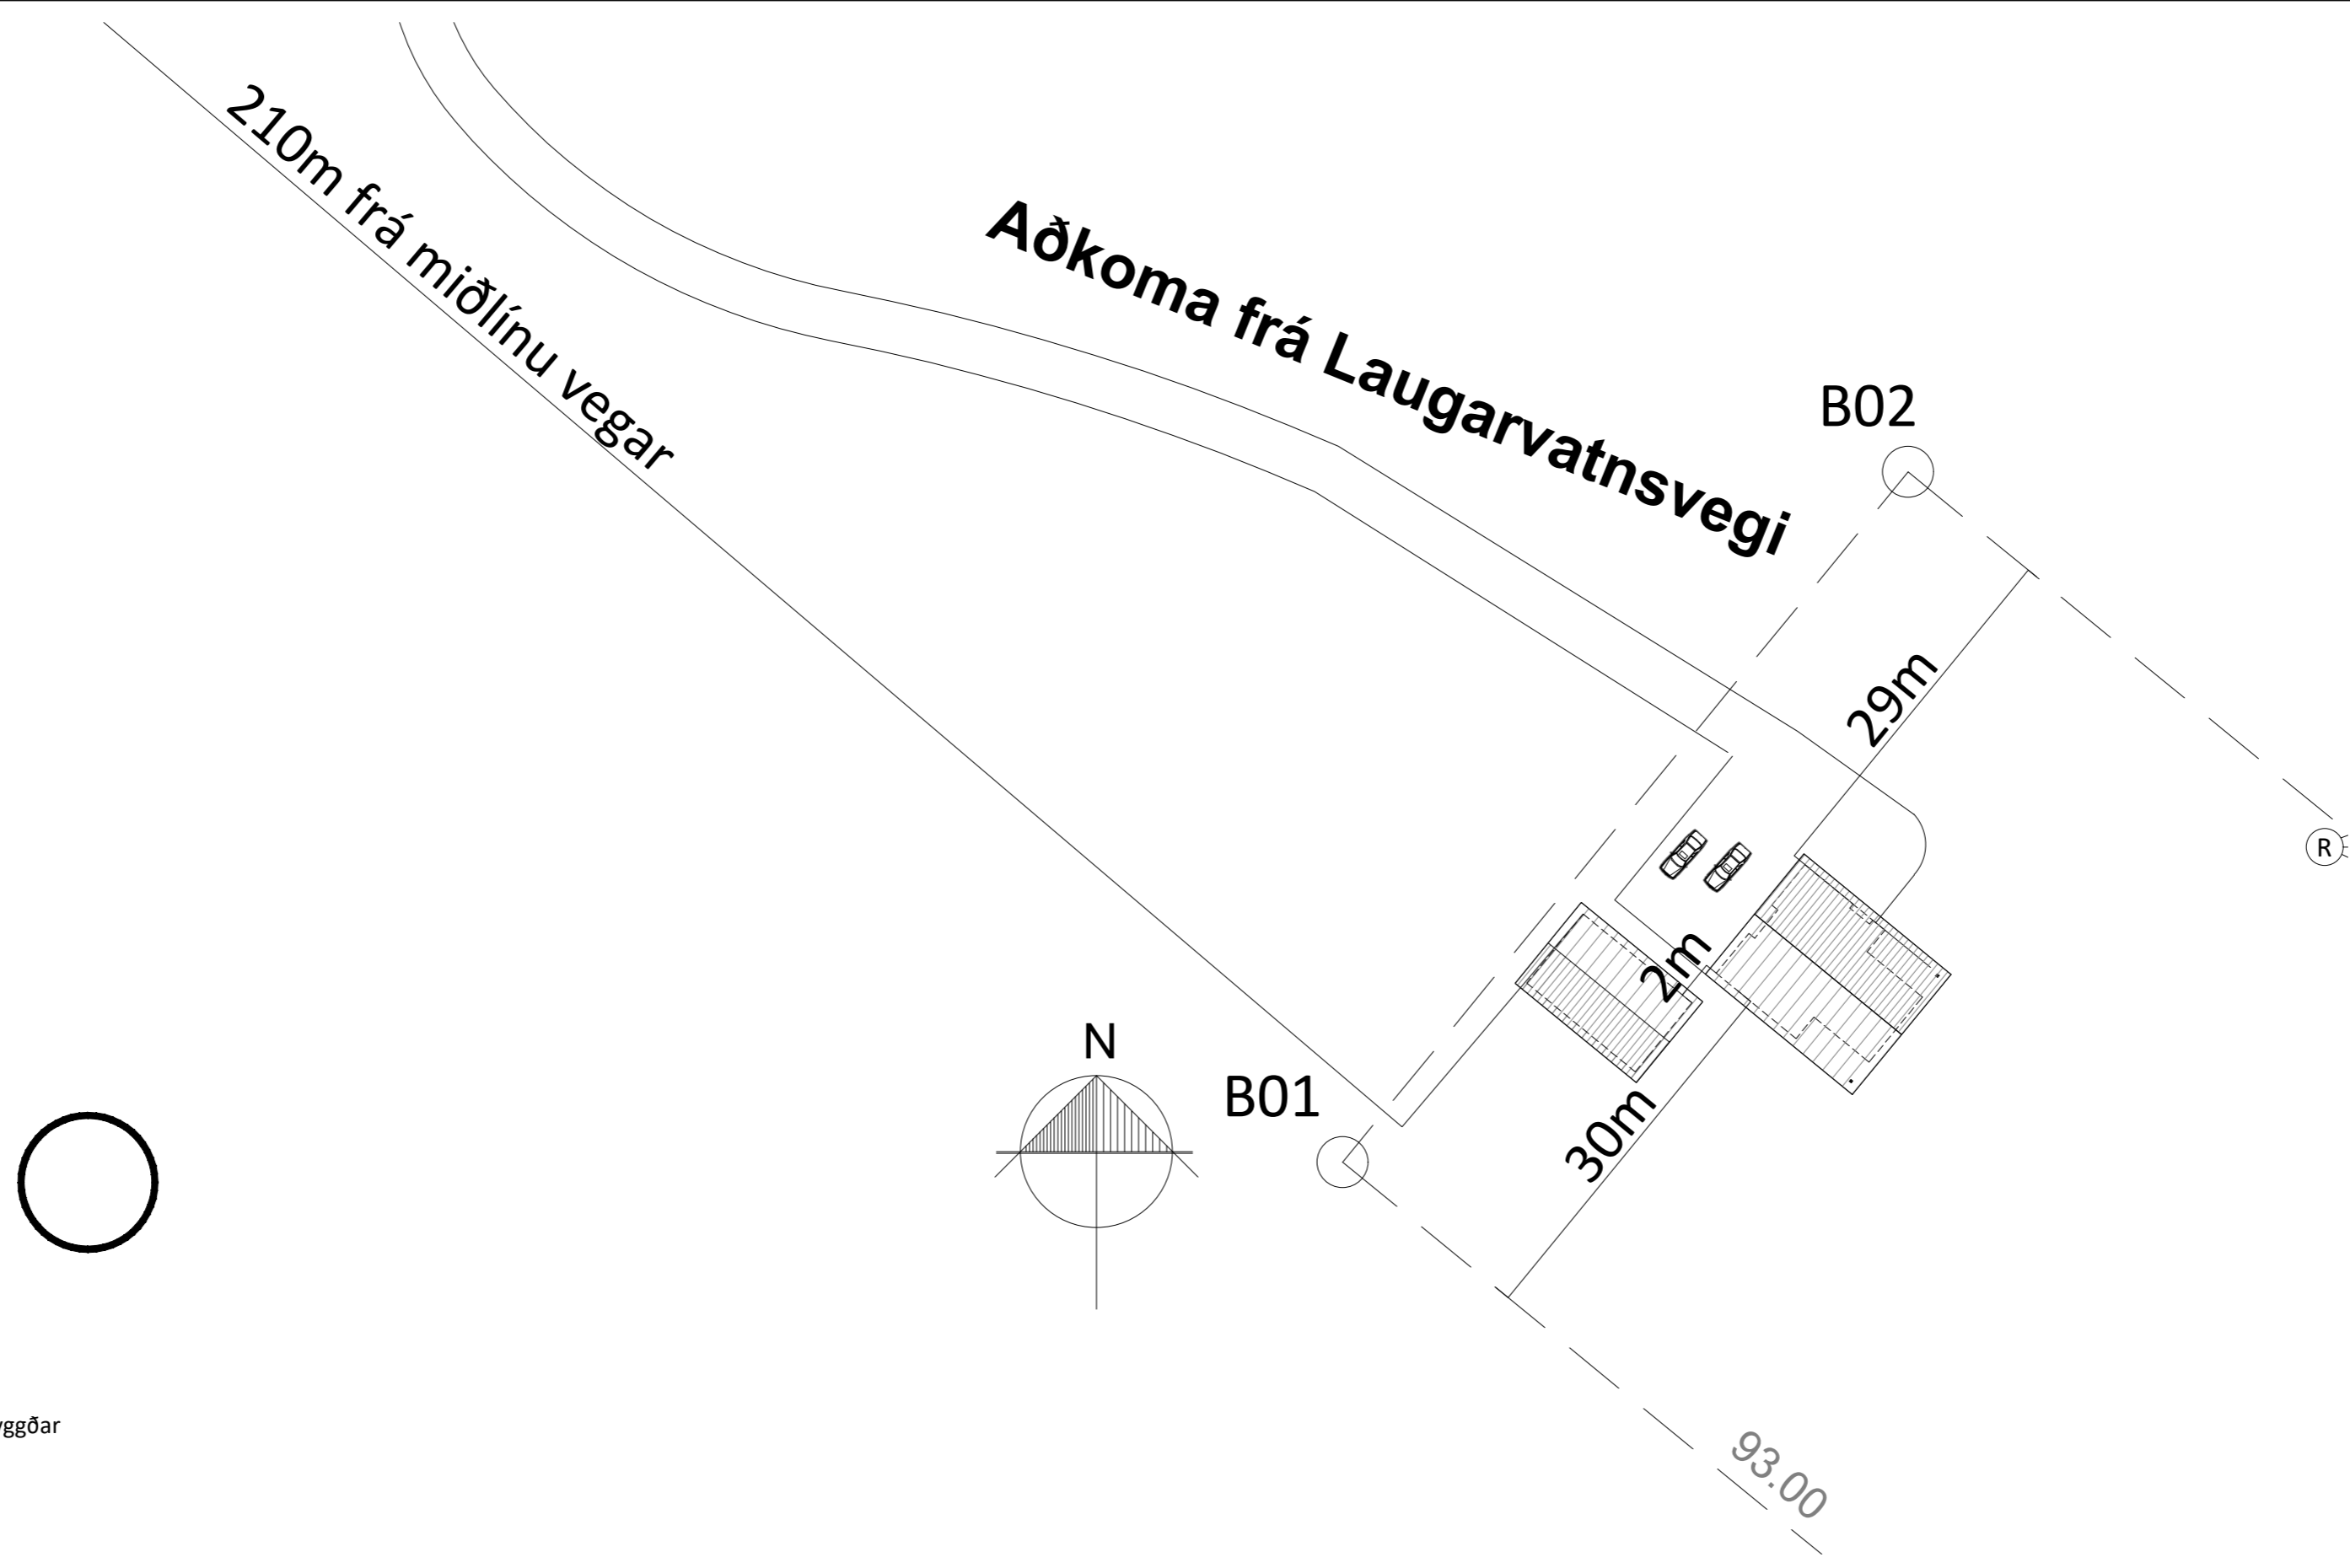 210m frá miðlínu vegar
Aðkoma frá Laugarvatnsvegi
B02
29m
R
2m
N
B01
30m
yggðar
93.00